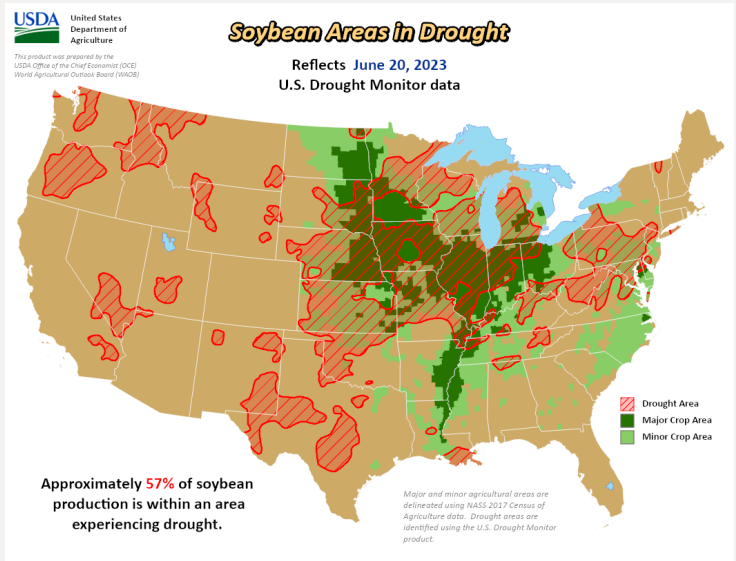 USDA
United States
Department of
Agriculture
This product was prepared by the
USDA Office of the Chief Economist (OCE)
World Agricultural Outlook Board (WAOB)
Soybean Areas in Drought
Reflects June 20, 2023
U.S. Drought Monitor data
Drought Area
Major Crop Area
Minor Crop Area
Approximately 57% of soybean
production is within an area
experiencing drought.
Major and minor agricultural areas are
delineated using NASS 2017 Census of
Agriculture data. Drought areas are
identified using the U.S. Drought Monitor
product.